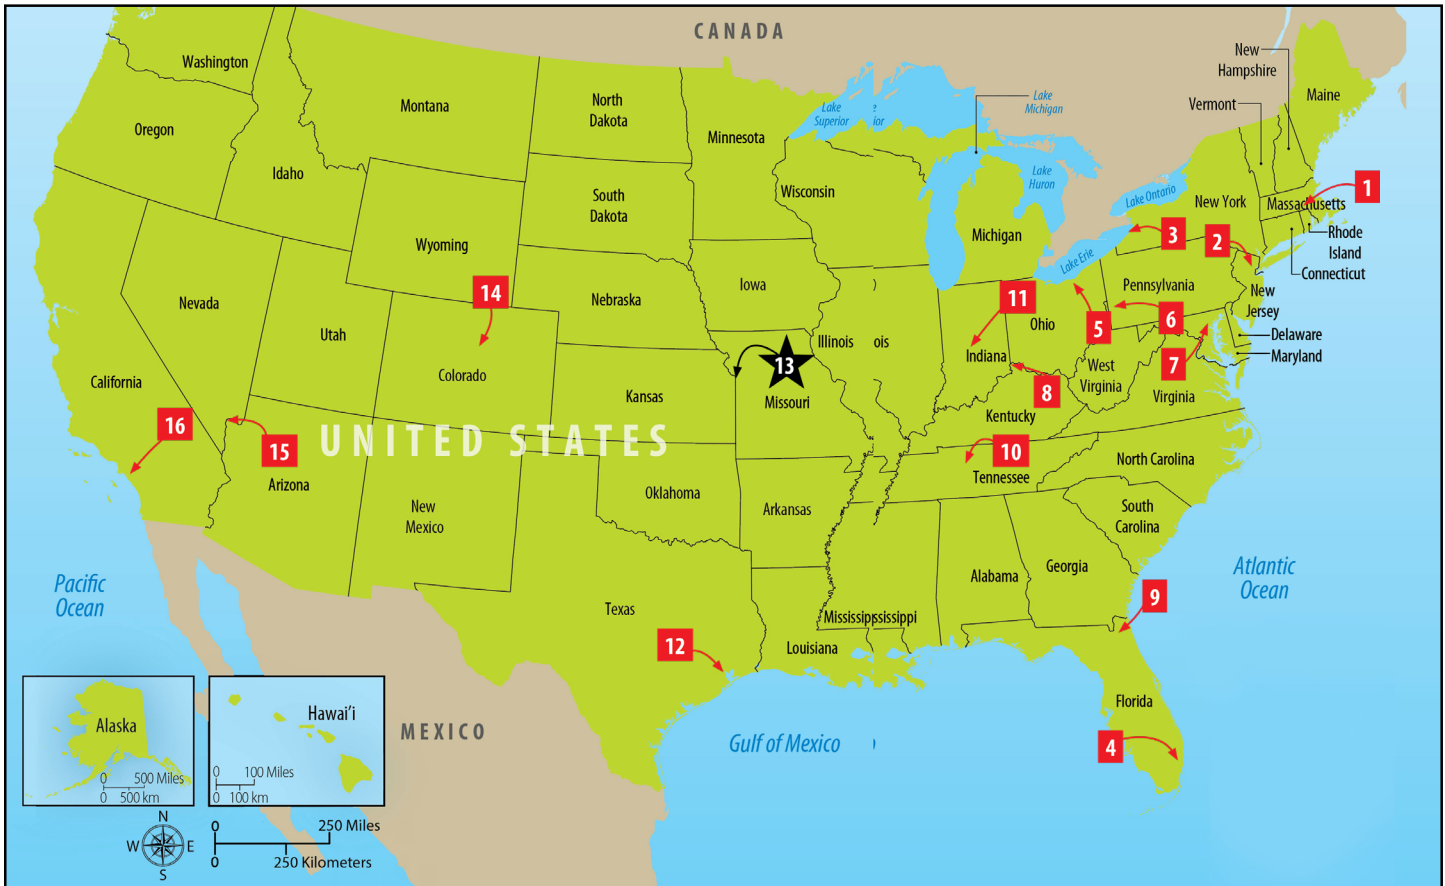 CANADA
Washington
Montana
North
Dakota
Minnesota
Oregon
Idaho
South
Dakota
Wisconsin
Wyoming
Lake
Superior
e
ior
Lake
Michigan
Lake
Huron
Lake Ontario
Lake Erie
New
Hampshire
Vermont
Maine
1
Massachusetts
New York
Rhode
Island
Connecticut
3
2
Michigan
Pennsylvania
New
Jersey
Delaware
Maryland
14
11
5
6
7
Iowa
Nebraska
Nevada
Utah
Colorado
Illinois
ois
Indiana
Ohio
13
Missouri
Kansas
California
West
Virginia
Virginia
8
Kentucky
16
15
UNITED STATES
10
Tennessee
North Carolina
Arizona
New
Mexico
Oklahoma
Arkansas
South
Carolina
Alabama
Georgia
Pacific
Ocean
Atlantic
Ocean
9
Texas
Mississippississippi
12
Louisiana
Florida
4
Alaska
0 500 Miles
0 500 km
Hawai'i
0 100 Miles
0 100 km
MEXICO
Gulf of Mexico
)
N
W E
S
0 250 Miles
0 250 Kilometers